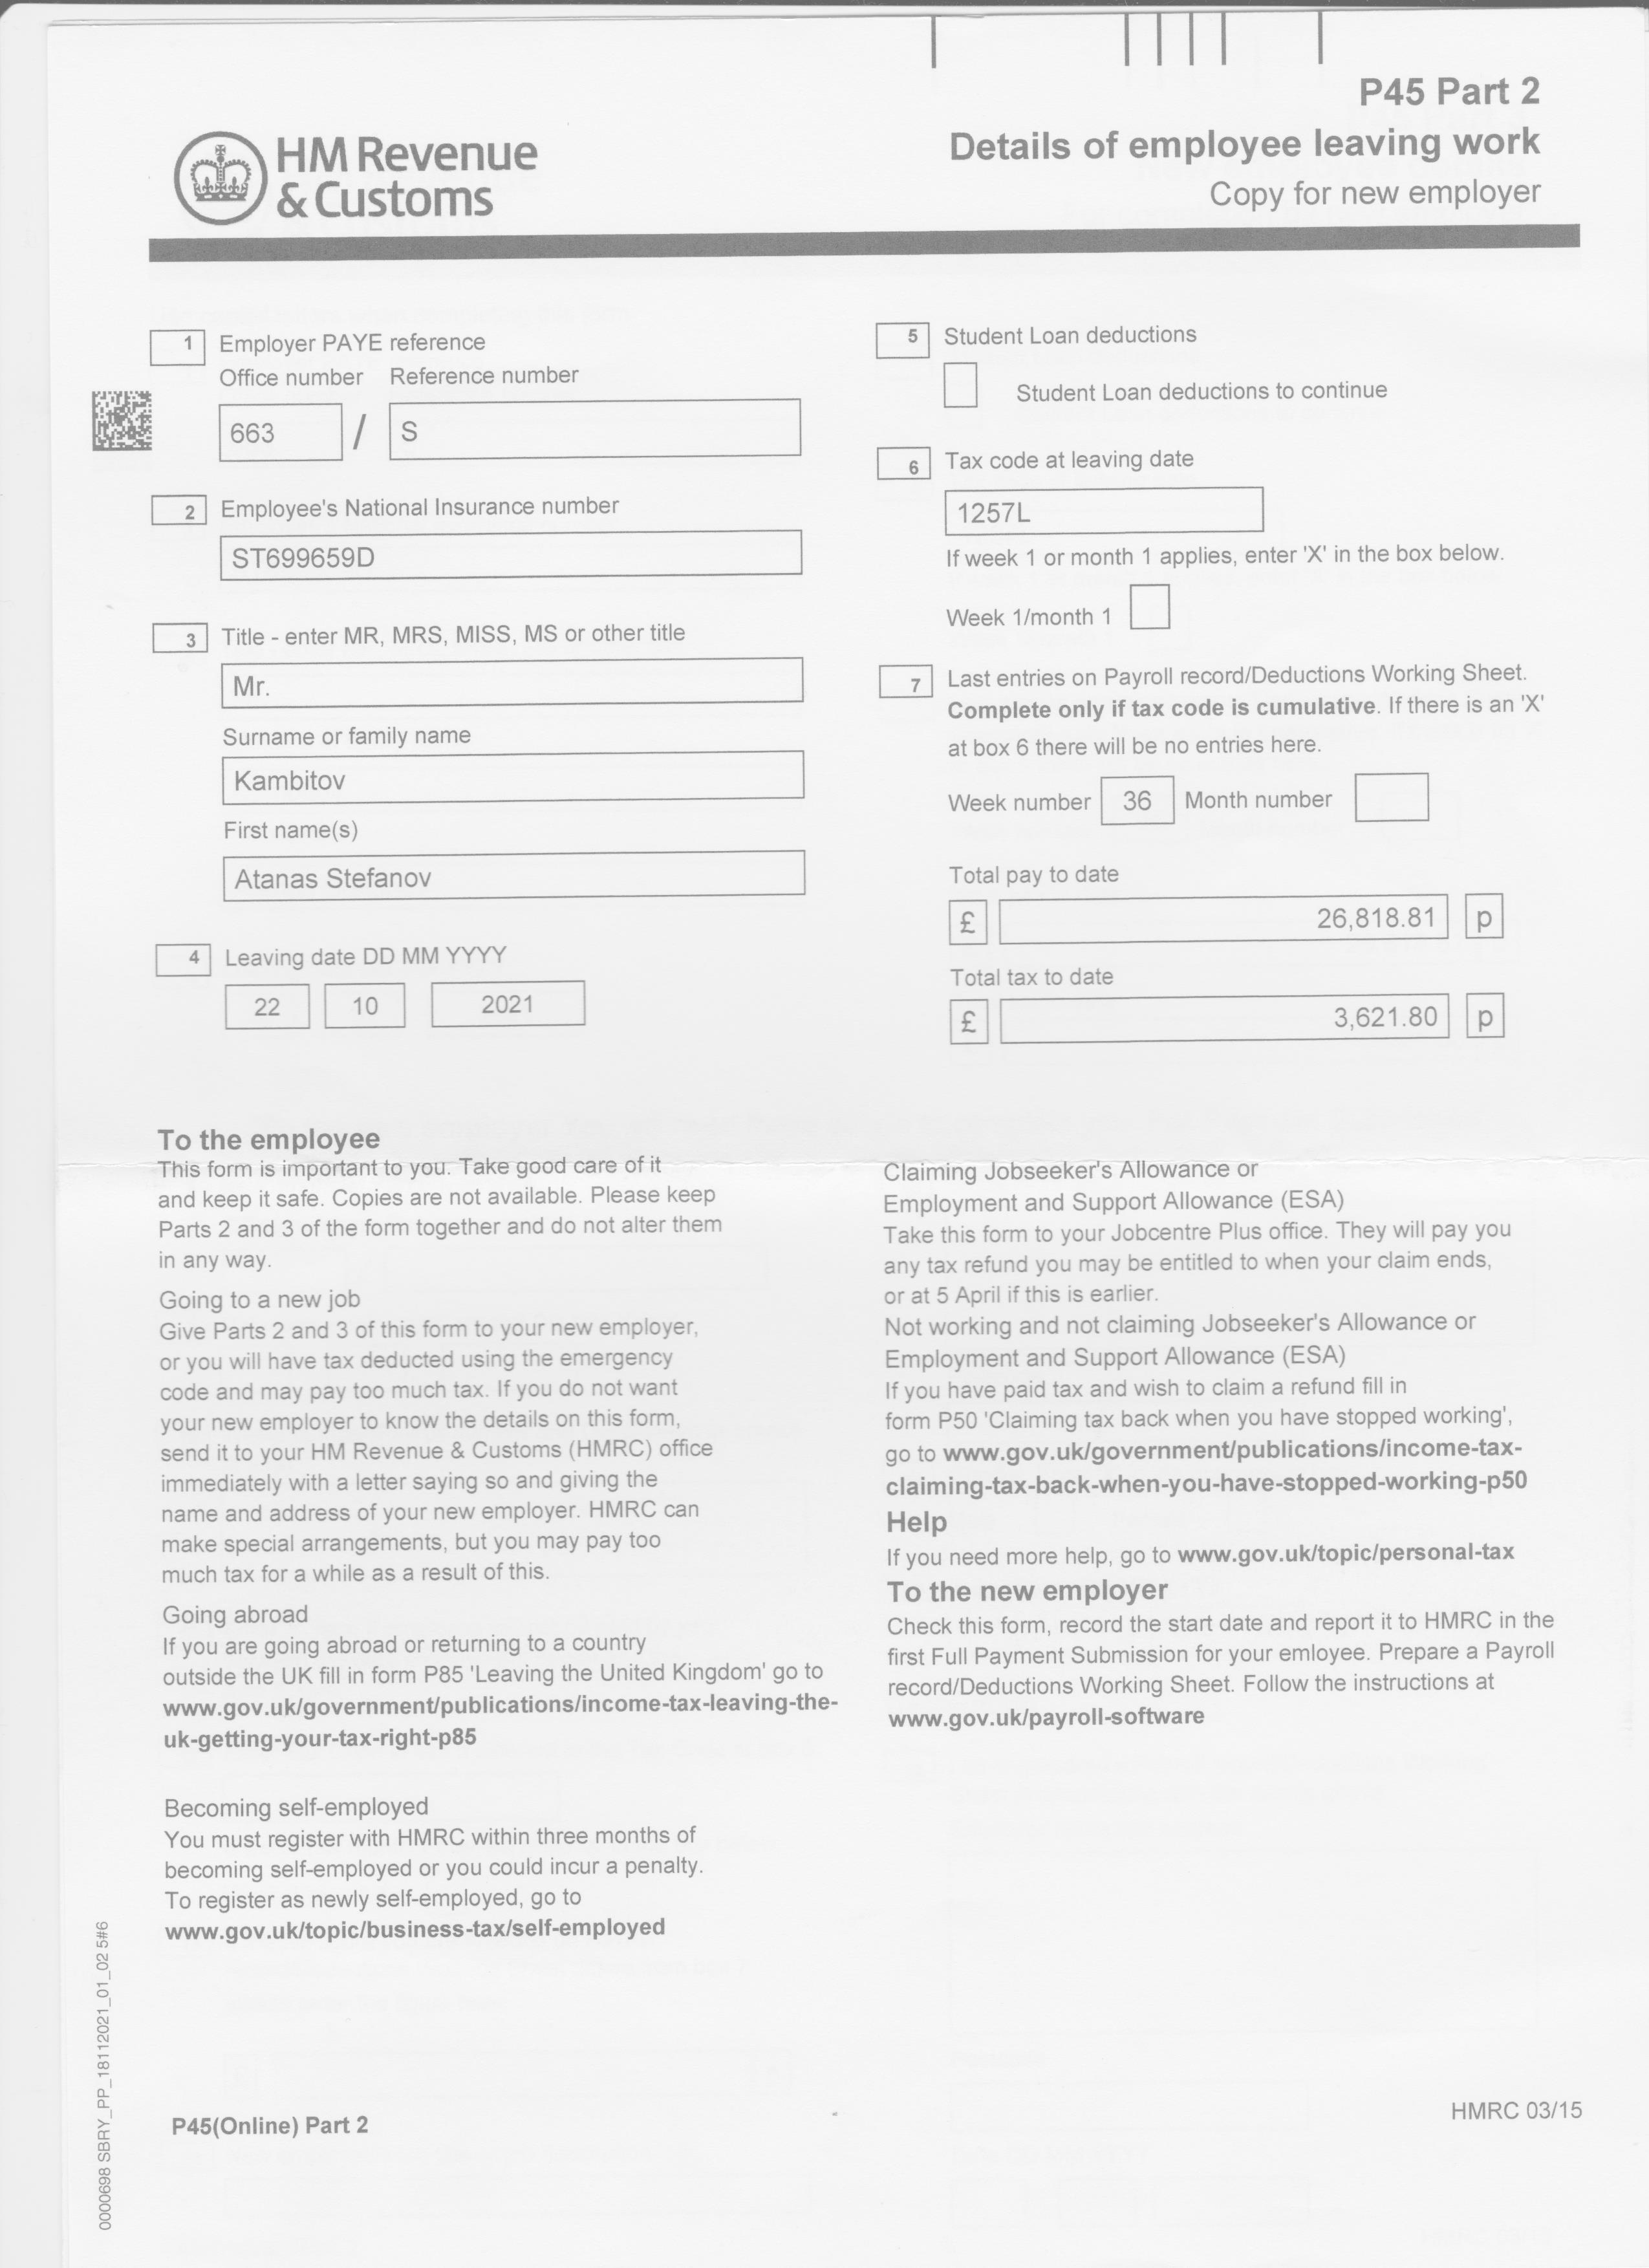 P45 Part 2
Details of employee leaving work
Copy for new employer
HM Revenue
& Customs
1 Employer PAYE reference
Office number Reference number
663 / S
2 Employee's National Insurance number
ST699659D
3 Title - enter MR, MRS, MISS, MS or other title
Mr.
Surname or family name
Kambitov
First name(s)
Atanas Stefanov
4 Leaving date DD MM YYYY
22 10 2021
5 Student Loan deductions
Student Loan deductions to continue
6 Tax code at leaving date
1257L
If week 1 or month 1 applies, enter 'X' in the box below.
Week 1/month 1
7 Last entries on Payroll record/Deductions Working Sheet.
Complete only if tax code is cumulative. If there is an 'X'
at box 6 there will be no entries here.
Week number 36 Month number
Total pay to date
£ 26,818.81 p
Total tax to date
£ 3,621.80 p
To the employee
This form is important to you. Take good care of it
and keep it safe. Copies are not available. Please keep
Parts 2 and 3 of the form together and do not alter them
in any way.
Going to a new job
Give Parts 2 and 3 of this form to your new employer,
or you will have tax deducted using the emergency
code and may pay too much tax. If you do not want
your new employer to know the details on this form,
send it to your HM Revenue & Customs (HMRC) office
immediately with a letter saying so and giving the
name and address of your new employer. HMRC can
make special arrangements, but you may pay too
much tax for a while as a result of this.
Going abroad
If you are going abroad or returning to a country
outside the UK fill in form P85 'Leaving the United Kingdom' go to
www.gov.uk/government/publications/income-tax-leaving-the-
uk-getting-your-tax-right-p85
Becoming self-employed
You must register with HMRC within three months of
becoming self-employed or you could incur a penalty.
To register as newly self-employed, go to
www.gov.uk/topic/business-tax/self-employed
Claiming Jobseeker's Allowance or
Employment and Support Allowance (ESA)
Take this form to your Jobcentre Plus office. They will pay you
any tax refund you may be entitled to when your claim ends,
or at 5 April if this is earlier.
Not working and not claiming Jobseeker's Allowance or
Employment and Support Allowance (ESA)
If you have paid tax and wish to claim a refund fill in
form P50 'Claiming tax back when you have stopped working',
go to www.gov.uk/government/publications/income-tax-
claiming-tax-back-when-you-have-stopped-working-p50
Help
If you need more help, go to www.gov.uk/topic/personal-tax
To the new employer
Check this form, record the start date and report it to HMRC in the
first Full Payment Submission for your emloyee. Prepare a Payroll
record/Deductions Working Sheet. Follow the instructions at
www.gov.uk/payroll-software
0000698 SBRY_PP_18112021_01_02 5#6
P45(Online) Part 2
HMRC 03/15